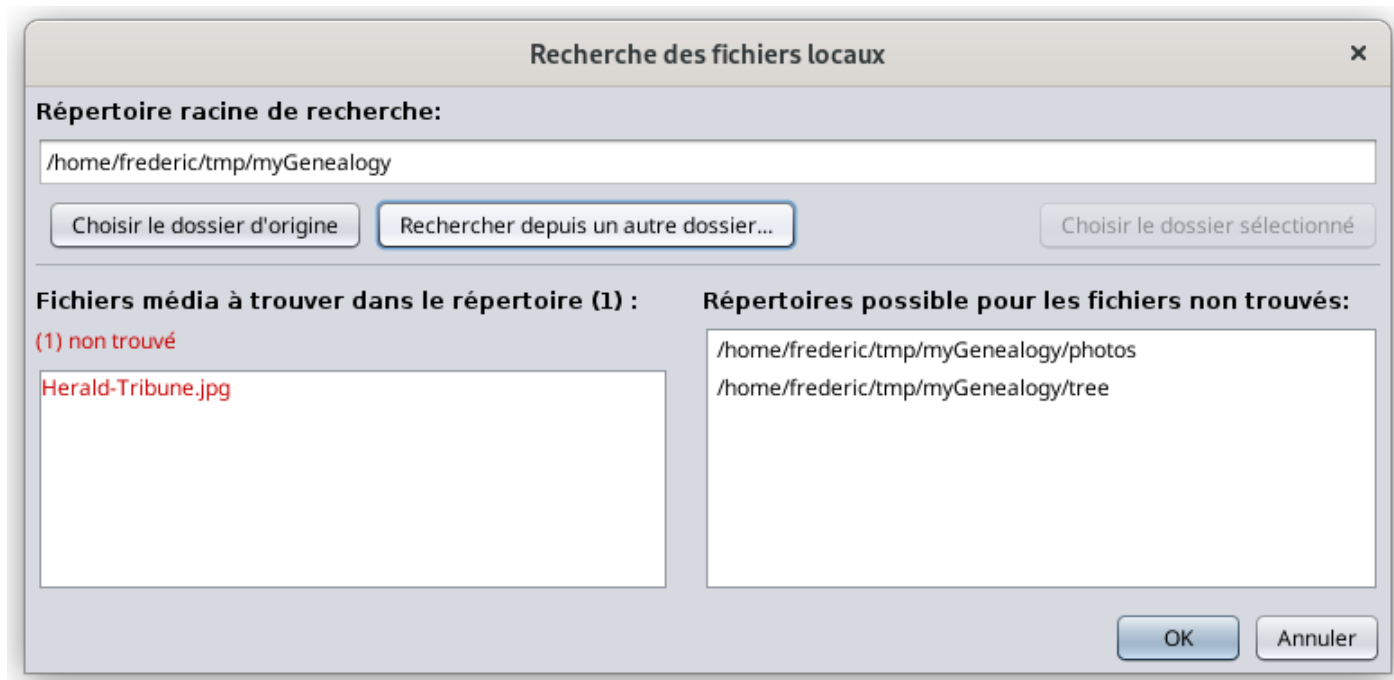 Recherche des fichiers locaux
Répertoire racine de recherche:
/home/frederic/tmp/myGenealogy
Choisir le dossier d'origine
Rechercher depuis un autre dossier...
Choisir le dossier sélectionné
Fichiers média à trouver dans le répertoire (1) :
(1) non trouvé
Herald-Tribune.jpg
Répertoires possible pour les fichiers non trouvés:
/home/frederic/tmp/myGenealogy/photos
/home/frederic/tmp/myGenealogy/tree
OK
Annuler